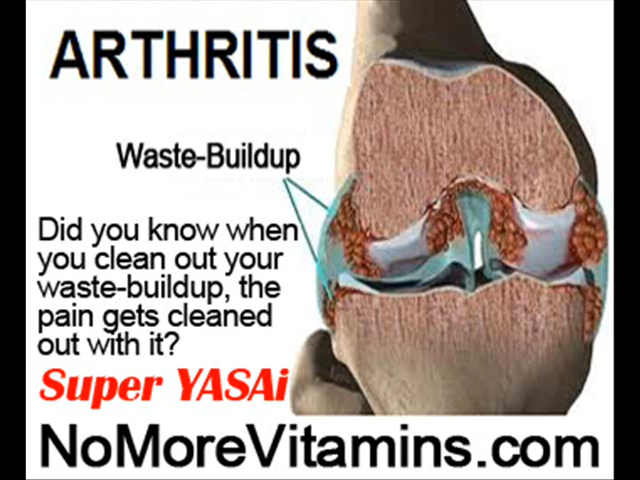 ARTHRITIS
Waste-Buildup
Did you know when
you clean out your
waste-buildup, the
pain gets cleaned
out with it?
Super YASAi
NoMoreVitamins.com